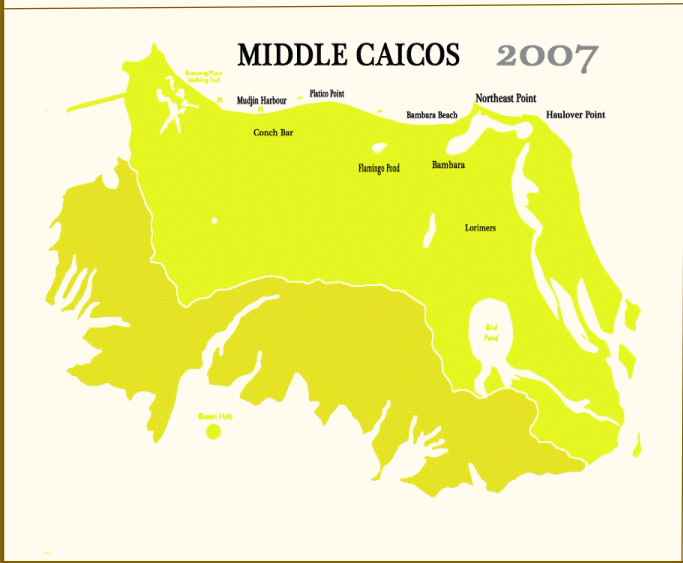 MIDDLE CAICOS 2007
Crossing Place
Walking Trail
Mudjin Harbour
Platico Point
Conch Bar
Northeast Point
Bambara Beach
Haulover Point
Flamingo Pond
Bambara
Lorimers
Bird
Pond
Ocean Hole